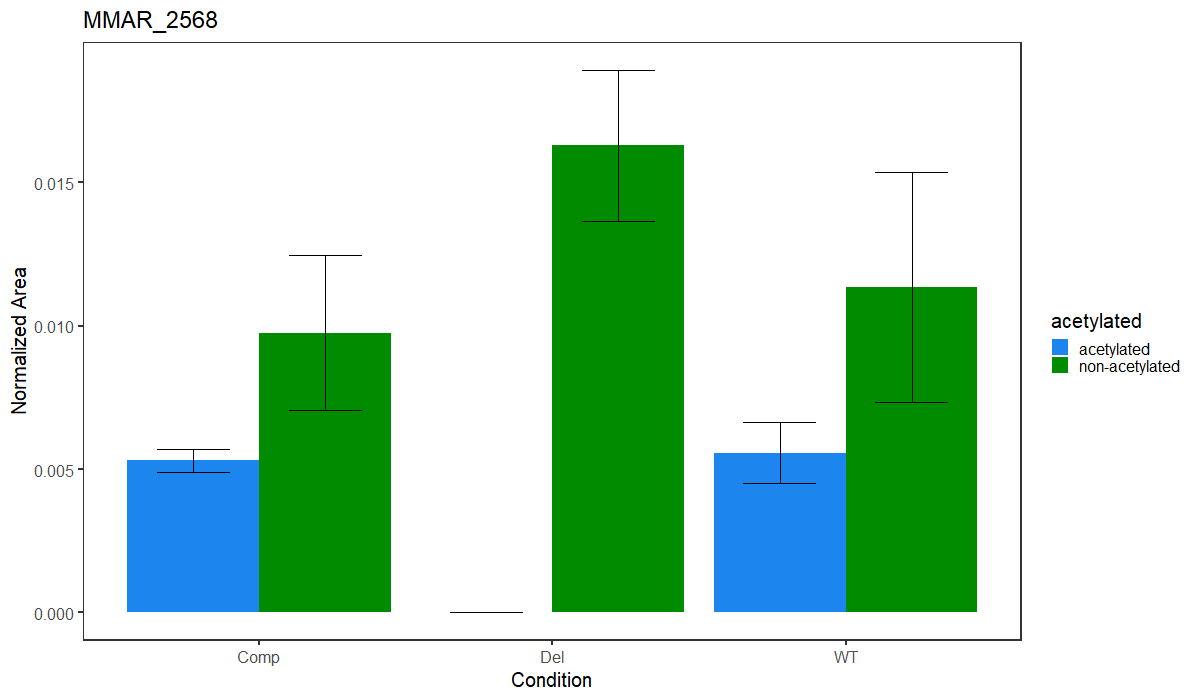 MMAR_2568
Normalized Area
0.015
0.010
0.005
0.000
Comp Del WT
Condition
acetylated
acetylated
non-acetylated